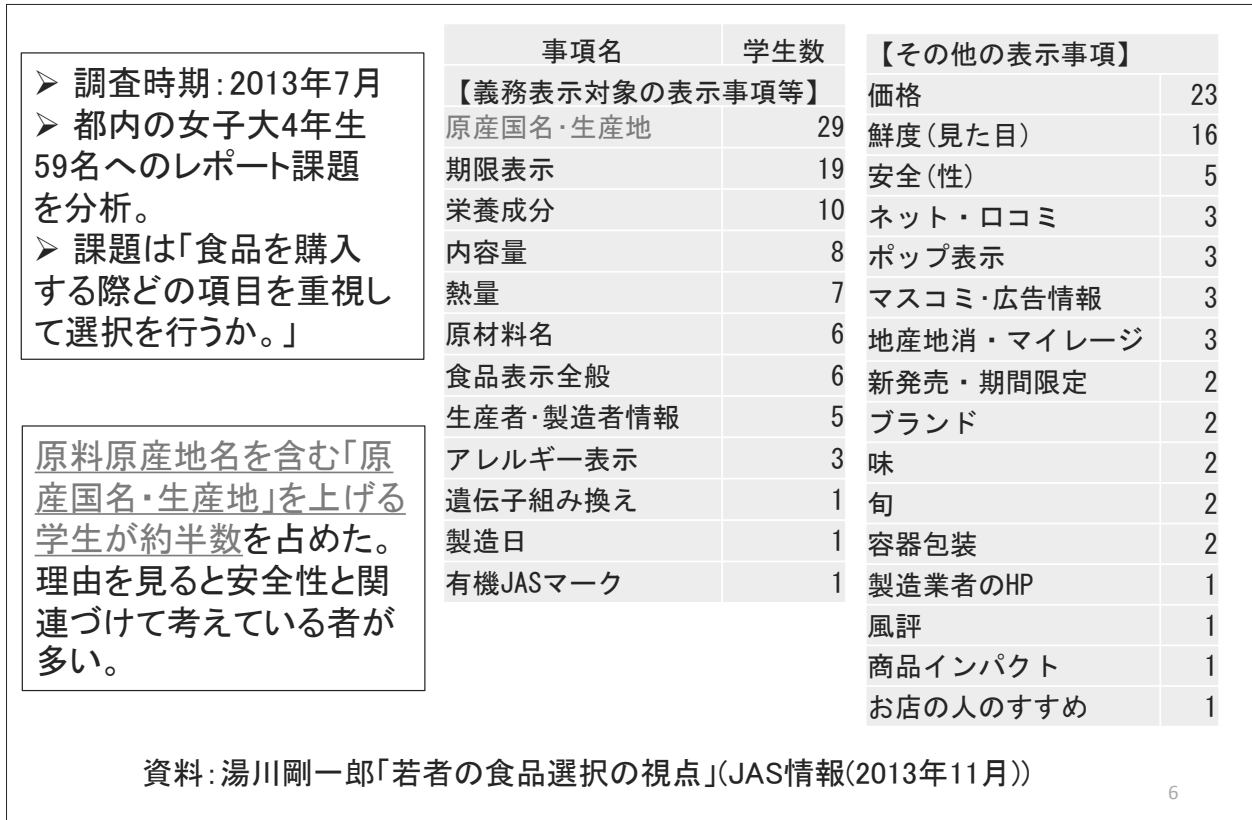 ➢ 調査時期:2013年7月
➢ 都内の女子大4年生
59名へのレポート課題
を分析。
➢ 課題は「食品を購入
する際どの項目を重視し
て選択を行うか。」
原料原産地名を含む「原
産国名・生産地」を上げる
学生が約半数を占めた。
理由を見ると安全性と関
連づけて考えている者が
多い。
事項名 学生数
【義務表示対象の表示事項等】
原産国名・生産地 29
期限表示 19
栄養成分 10
内容量 8
熱量 7
原材料名 6
食品表示全般 6
生産者・製造者情報 5
アレルギー表示 3
遺伝子組み換え 1
製造日 1
有機JASマーク 1
【その他の表示事項】
価格 23
鮮度(見た目) 16
安全(性) 5
ネット・口コミ 3
ポップ表示 3
マスコミ・広告情報 3
地産地消・マイレージ 3
新発売・期間限定 2
ブランド 2
味 2
旬 2
容器包装 2
製造業者のHP 1
風評 1
商品インパクト 1
お店の人のすすめ 1
資料:湯川剛一郎「若者の食品選択の視点」(JAS情報(2013年11月))
6